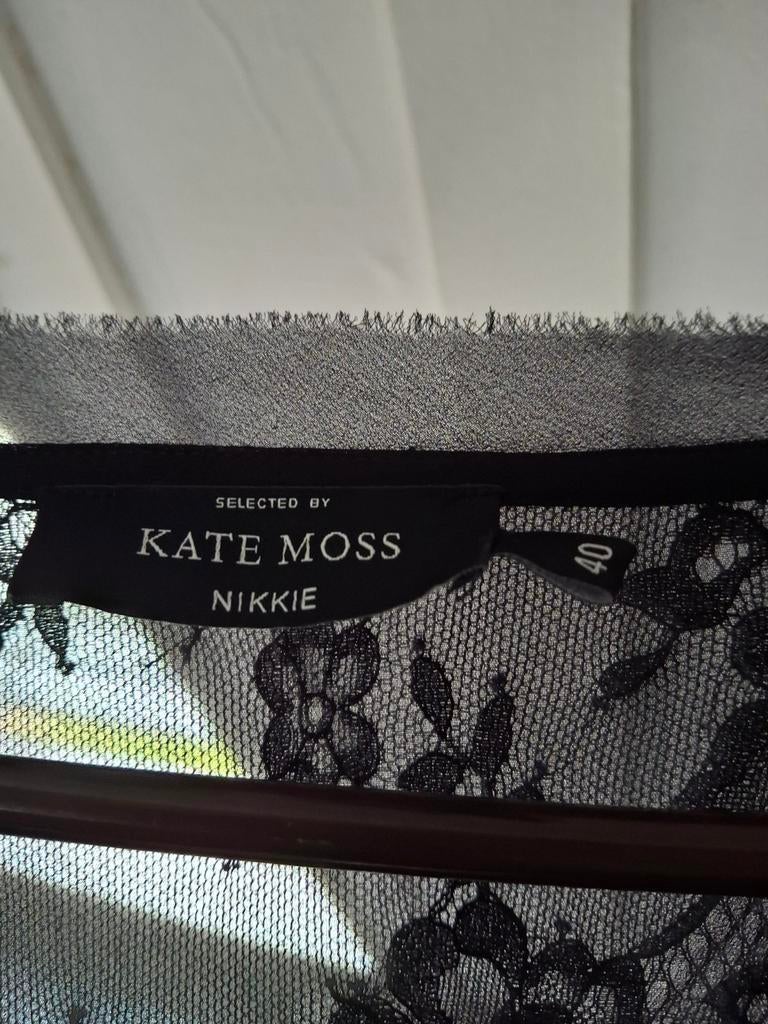 SELECTED BY
KATE MOSS
NIKKIE
40